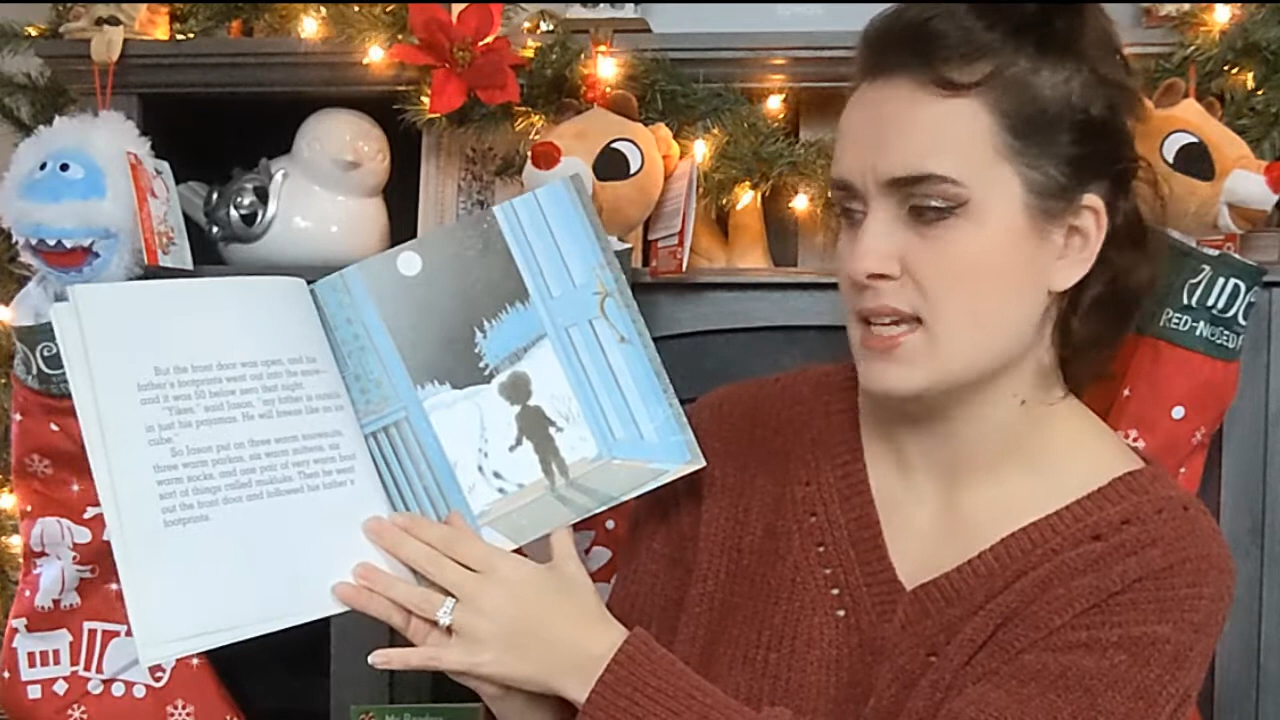 But the front door was open, and his
father's footprints went out into the snow—
and it was 50 below zero that night.
"Yikes," said Jason, "my father is outside
in just his pajamas. He will freeze like an ice
cube."
So Jason put on three warm snowsuits,
three warm parkas, six warm mittens, six
warm socks, and one pair of very warm boot
sort of things called mukluks. Then he went
out the front door and followed his father's
footprints.
RED-NOSED